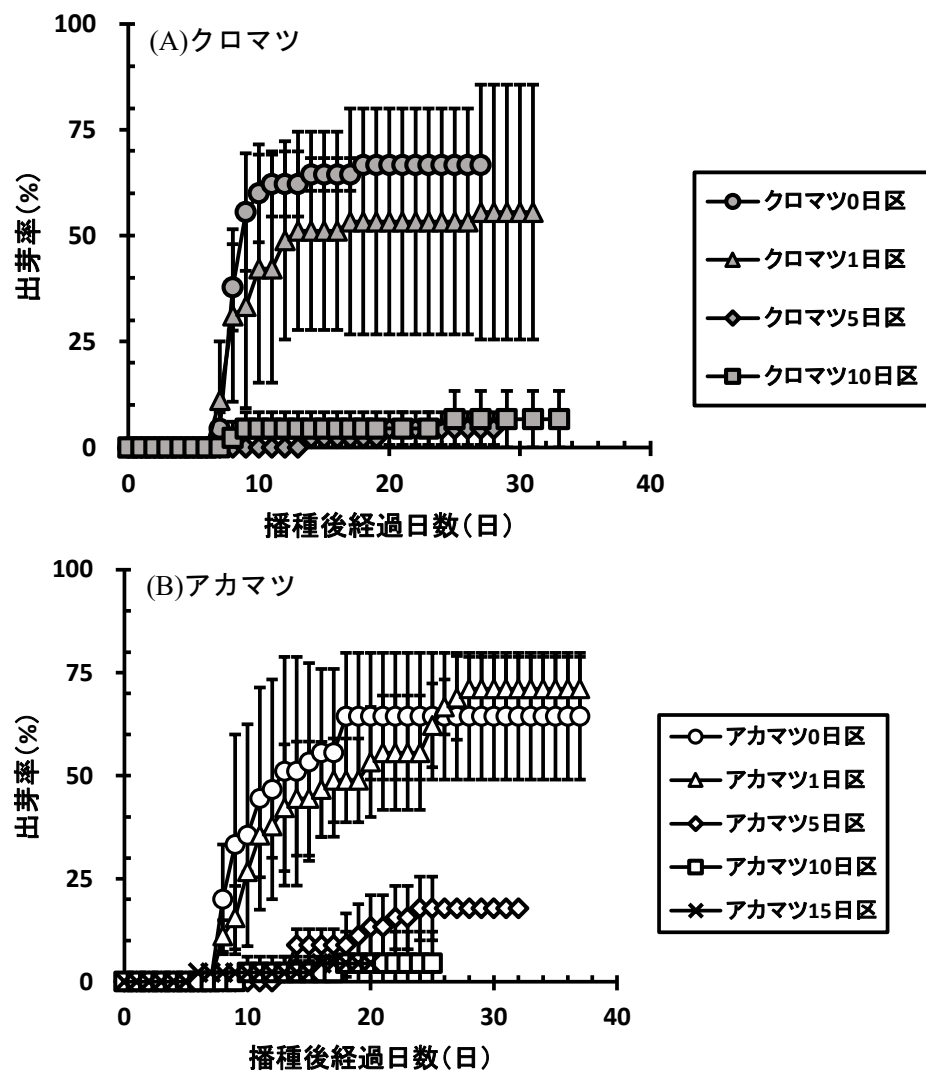 (A)クロマツ
100
75
50
25
0
出芽率(%)
0 10 20 30 40
播種後経過日数(日)
クロマツ0日区
クロマツ1日区
クロマツ5日区
クロマツ10日区
(B)アカマツ
100
75
50
25
0
出芽率(%)
0 10 20 30 40
播種後経過日数(日)
アカマツ0日区
アカマツ1日区
アカマツ5日区
アカマツ10日区
アカマツ15日区